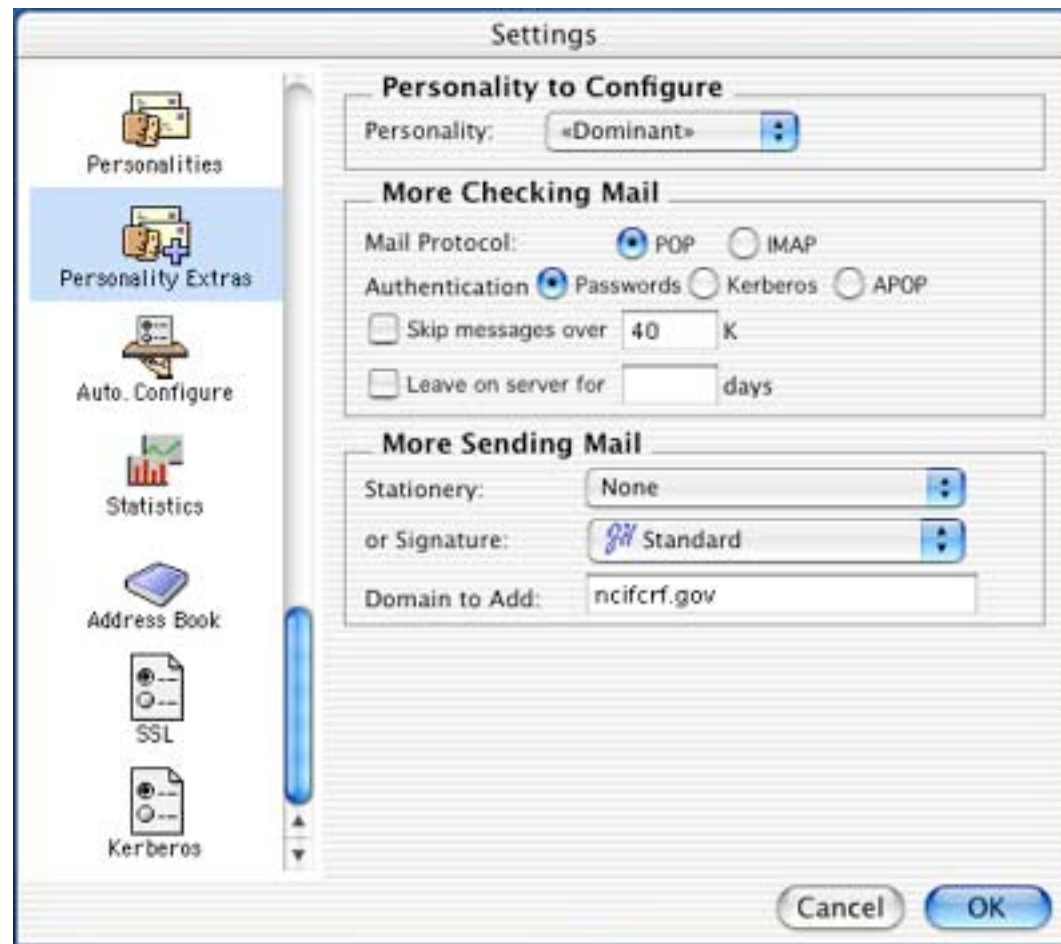 Settings
Personalities
Personality Extras
Auto. Configure
Statistics
Address Book
SSL
Kerberos
Personality to Configure
Personality: «Dominant»
More Checking Mail
Mail Protocol: POP IMAP
Authentication Passwords Kerberos APOP
Skip messages over 40 K
Leave on server for days
More Sending Mail
Stationery: None
or Signature: Standard
Domain to Add: ncifcrf.gov
Cancel OK